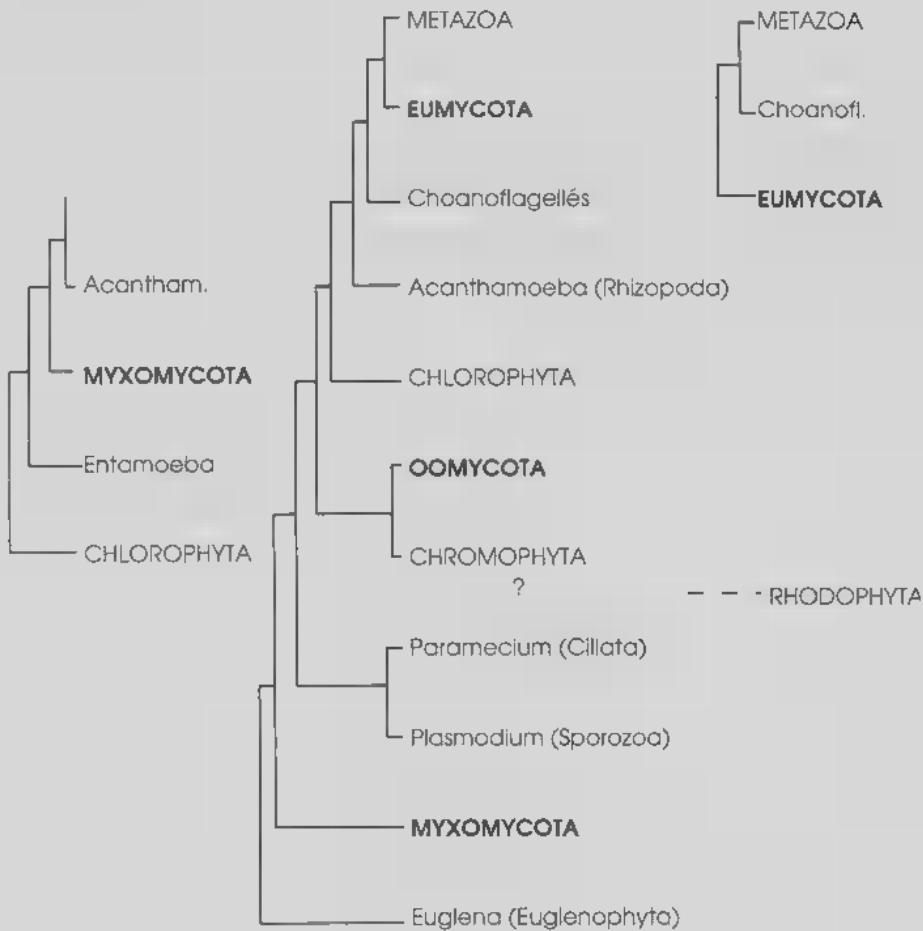 METAZOA
EUMYCOTA
Choanoflagellés
Acanthamoeba (Rhizopoda)
CHLOROPHYTA
OOMYCOTA
CHROMOPHYTA
?
Paramecium (Ciliata)
Plasmodium (Sporozoa)
MYXOMYCOTA
Euglena (Euglenophyta)
Acantham.
MYXOMYCOTA
Entamoeba
CHLOROPHYTA
METAZOA
Choanofl.
EUMYCOTA
RHODOPHYTA